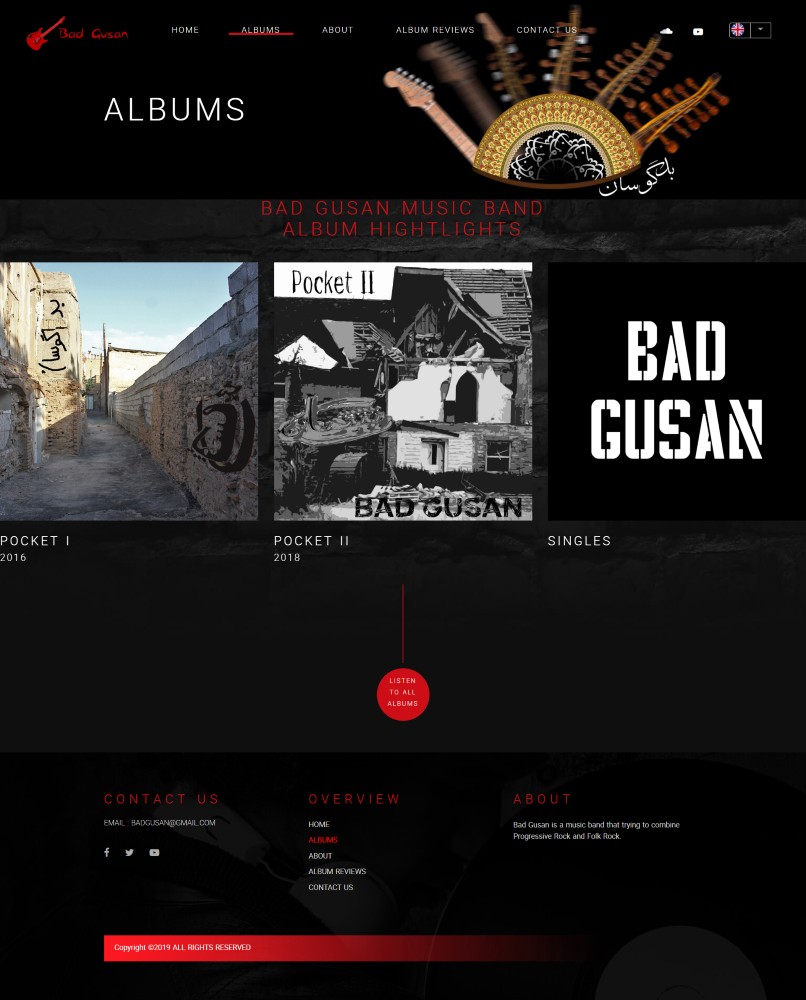 Bad Gusan
HOME
ALBUMS
ABOUT
ALBUM REVIEWS
CONTACT US
ALBUMS
بدگوسان
BAD GUSAN MUSIC BAND
ALBUM HIGHTLIGHTS
Pocket II
BAD GUSAN
BAD
GUSAN
POCKET I
2016
POCKET II
2018
SINGLES
LISTEN
TO ALL
ALBUMS
CONTACT US
EMAIL : BADGUSAN@GMAIL.COM
OVERVIEW
HOME
ALBUMS
ABOUT
ALBUM REVIEWS
CONTACT US
ABOUT
Bad Gusan is a music band that trying to combine
Progressive Rock and Folk Rock.
Copyright ©2019 ALL RIGHTS RESERVED